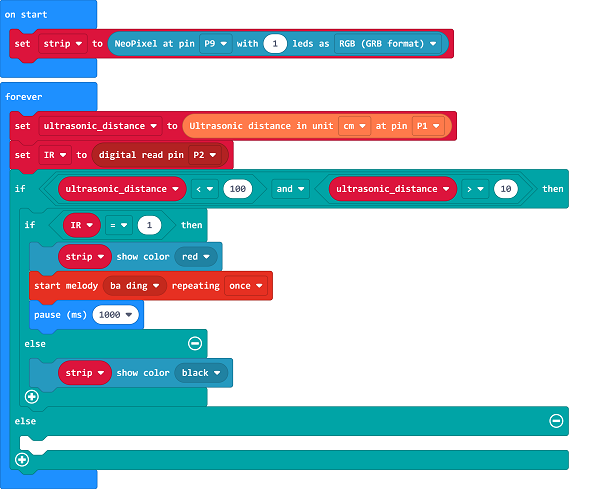 on start
set strip to NeoPixel at pin P9 with 1 leds as RGB (GRB format)
forever
set ultrasonic_distance to Ultrasonic distance in unit cm at pin P1
set IR to digital read pin P2
if ultrasonic_distance < 100 and ultrasonic_distance > 10 then
if IR = 1 then
strip show color red
start melody ba ding repeating once
pause (ms) 1000
else
strip show color black
else